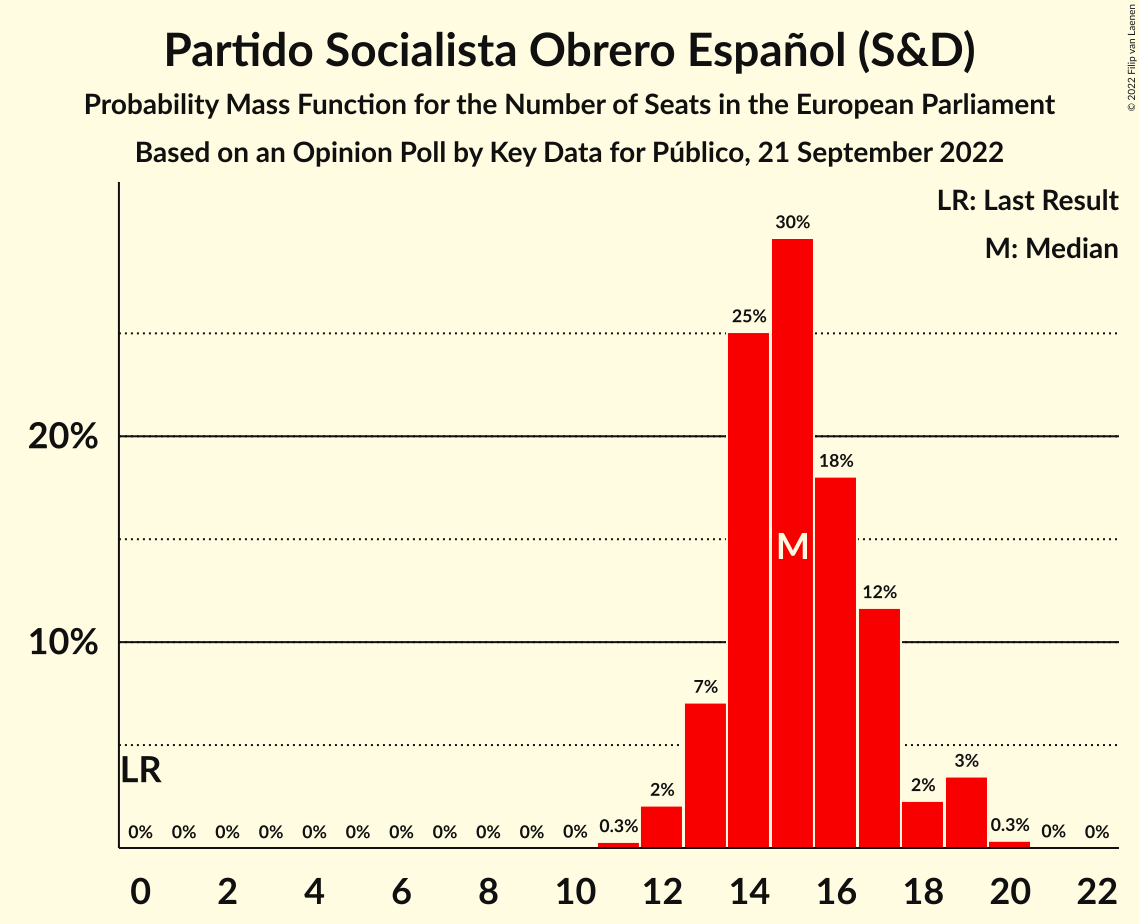 Partido Socialista Obrero Español (S&D)
Probability Mass Function for the Number of Seats in the European Parliament
Based on an Opinion Poll by Key Data for Público, 21 September 2022
© 2022 Filip van Laenen
LR: Last Result
M: Median
30%
25%
20%
18%
M
12%
10%
7%
LR
3%
2%
2%
0% 0% 0% 0% 0% 0% 0% 0% 0% 0% 0% 0.3% 0.3% 0% 0%
0 2 4 6 8 10 12 14 16 18 20 22